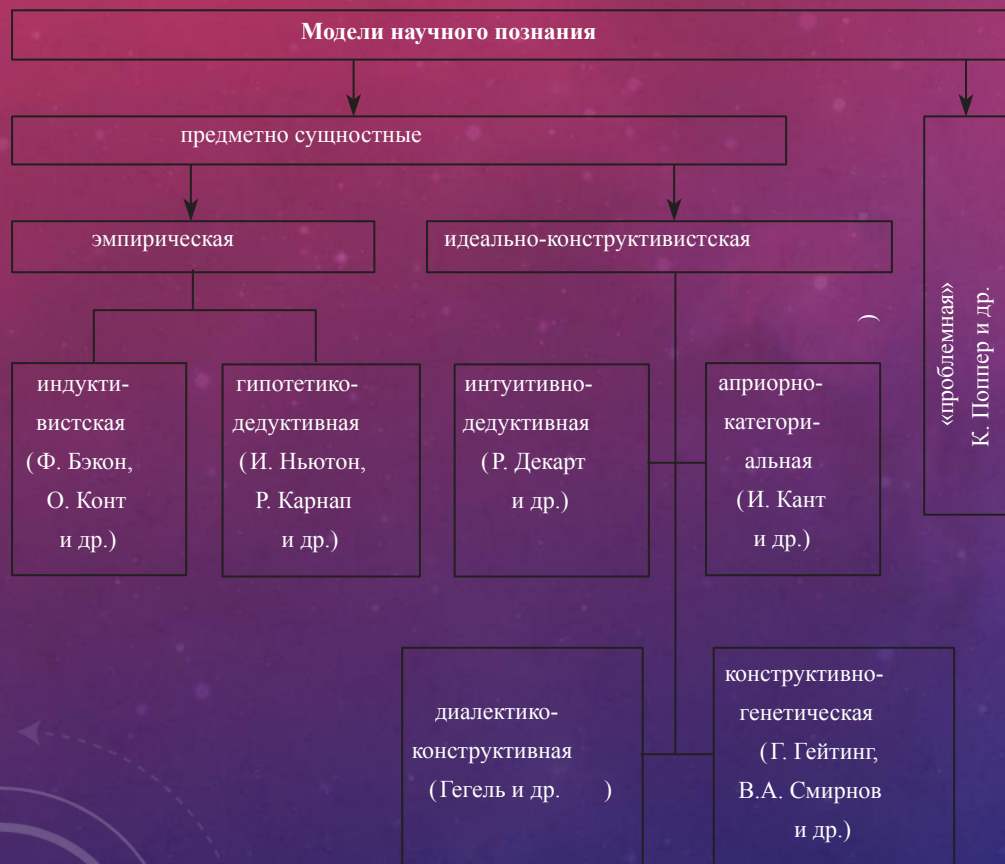 Модели научного познания
предметно сущностные
эмпирическая
идеально-конструктивистская
индукти-
вистская
(Ф. Бэкон,
О. Конт
и др.)
гипотетико-
дедуктивная
(И. Ньютон,
Р. Карнап
и др.)
интуитивно-
дедуктивная
(Р. Декарт
и др.)
априорно-
категори-
альная
(И. Кант
и др.)
диалектико-
конструктивная
(Гегель и др. )
конструктивно-
генетическая
(Г. Гейтинг,
В.А. Смирнов
и др.)
«проблемная»
К. Поппер и др.
)